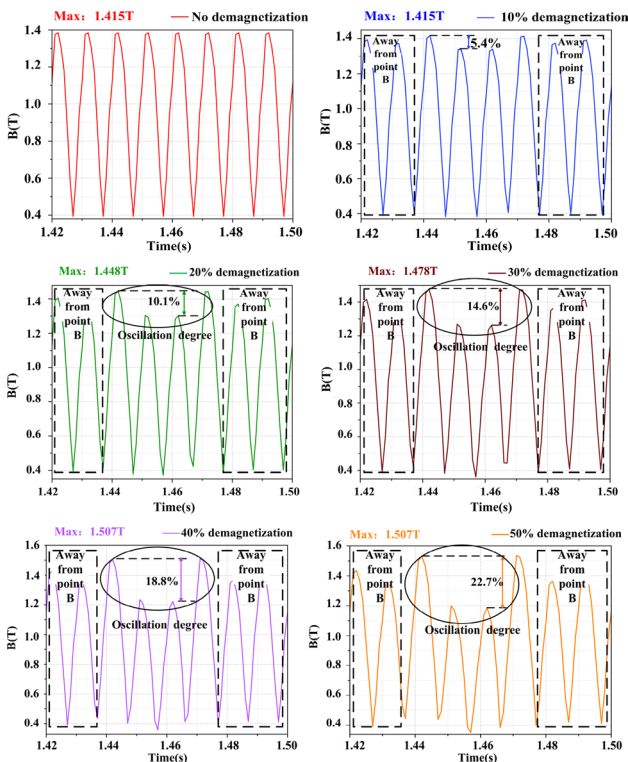 Max：1.415T
No demagnetization
1.4
1.2
1.0
0.8
0.6
0.4
B(T)
1.42
1.44
1.46
1.48
1.50
Time(s)
Max：1.415T
10% demagnetization
1.4
1.2
1.0
0.8
0.6
0.4
B(T)
Away
from
point
B
5.4%
Away
from
point
B
1.42
1.44
1.46
1.48
1.50
Time(s)
Max：1.448T
20% demagnetization
1.4
1.2
1.0
0.8
0.6
0.4
B(T)
Away
from
point
B
10.1%
Oscillation degree
Away
from
point
B
1.42
1.44
1.46
1.48
1.50
Time(s)
Max：1.478T
30% demagnetization
1.4
1.2
1.0
0.8
0.6
0.4
B(T)
Away
from
point
B
14.6%
Oscillation degree
Away
from
point
B
1.42
1.44
1.46
1.48
1.50
Time(s)
Max：1.507T
40% demagnetization
1.6
1.4
1.2
1.0
0.8
0.6
0.4
B(T)
Away
from
point
B
18.8%
Oscillation degree
Away
from
point
B
1.42
1.44
1.46
1.48
1.50
Time(s)
Max：1.507T
50% demagnetization
1.6
1.4
1.2
1.0
0.8
0.6
0.4
B(T)
Away
from
point
B
22.7%
Oscillation degree
Away
from
point
B
1.42
1.44
1.46
1.48
1.50
Time(s)